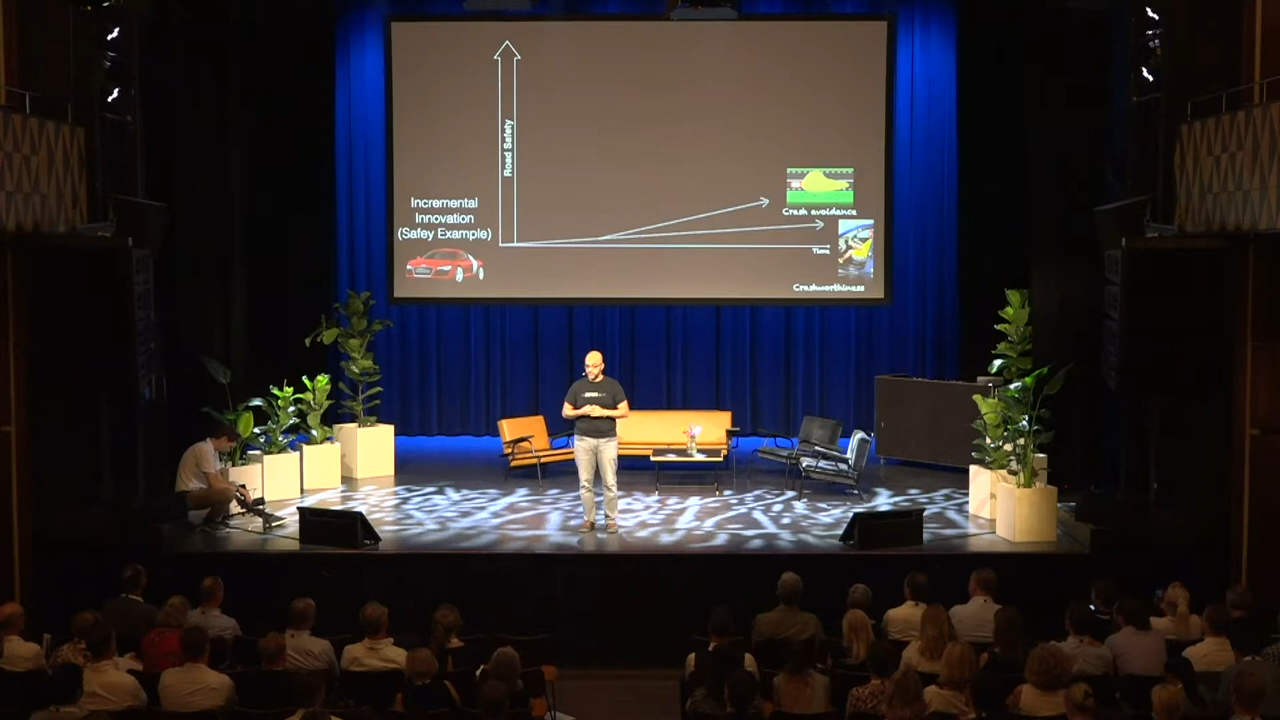 Road Safety
Incremental
Innovation
(Safey Example)
Crash avoidance
Time
Crashworthiness